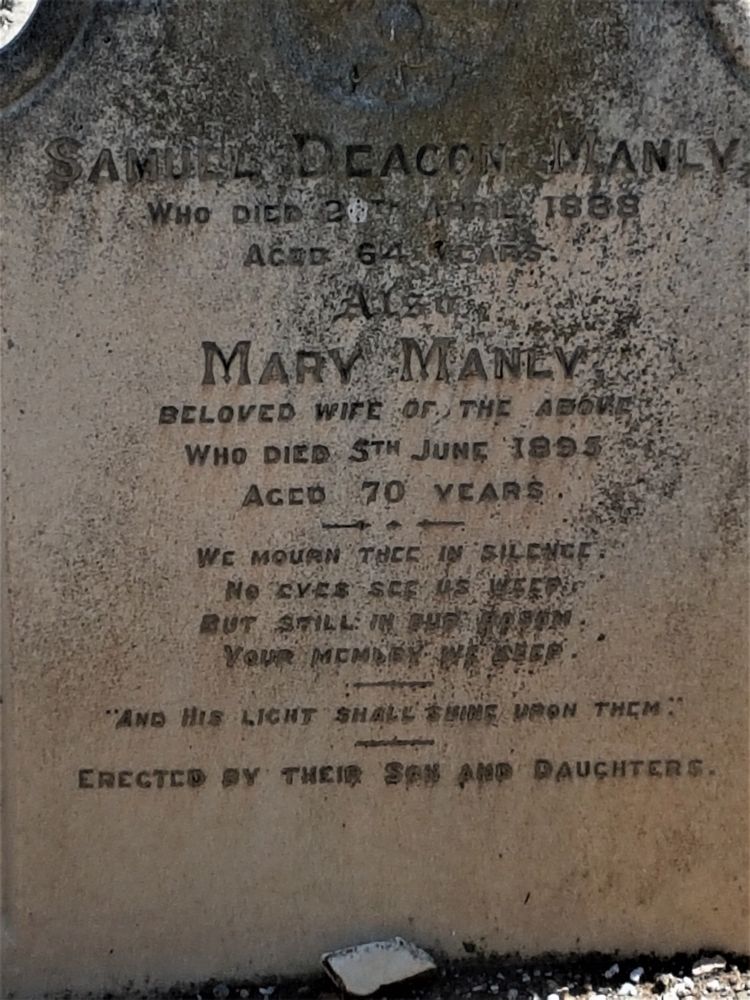 SAMUEL DEACON MANLY
WHO DIED APRIL 1888
AGED 64 YEARS.
Also
MARY MANLY,
BELOVED WIFE OF THE ABOVE
WHO DIED 5TH JUNE 1895
AGED 70 YEARS.
WE MOURN THEE IN SILENCE.
NO EYES SEE US WEEP.
BUT STILL IN OUR BOSOM.
YOUR MEMORY WE KEEP.
"AND HIS LIGHT SHALL SHINE UPON THEM."
ERECTED BY THEIR SON AND DAUGHTERS.